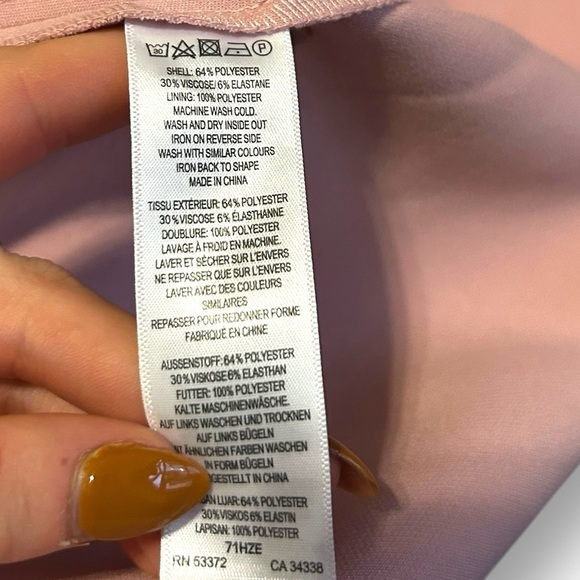 30 P
SHELL: 64% POLYESTER
30% VISCOSE/ 6% ELASTANE
LINING: 100% POLYESTER
MACHINE WASH COLD.
WASH AND DRY INSIDE OUT
IRON ON REVERSE SIDE
WASH WITH SIMILAR COLOURS
IRON BACK TO SHAPE
MADE IN CHINA
TISSU EXTÉRIEUR: 64% POLYESTER
30% VISCOSE 6% ÉLASTHANNE
DOUBLURE: 100% POLYESTER
LAVAGE À FROID EN MACHINE.
LAVER ET SÉCHER SUR L'ENVERS
NE REPASSER QUE SUR L'ENVERS
LAVER AVEC DES COULEURS
SIMILAIRES
REPASSER POUR REDONNER FORME
FABRIQUÉ EN CHINE
AUSSENSTOFF: 64% POLYESTER
30% VISKOSE 6% ELASTHAN
FUTTER: 100% POLYESTER
KALTE MASCHINENWÄSCHE.
AUF LINKS WASCHEN UND TROCKNEN
AUF LINKS BÜGELN
ÄHNLICHEN FARBEN WASCHEN
IN FORM BÜGELN
GESTELLT IN CHINA
LUAR: 64% POLYESTER
30% VISKOS 6% ELASTIN
LAPISAN: 100% POLYESTER
71HZE
RN 53372 CA 34338